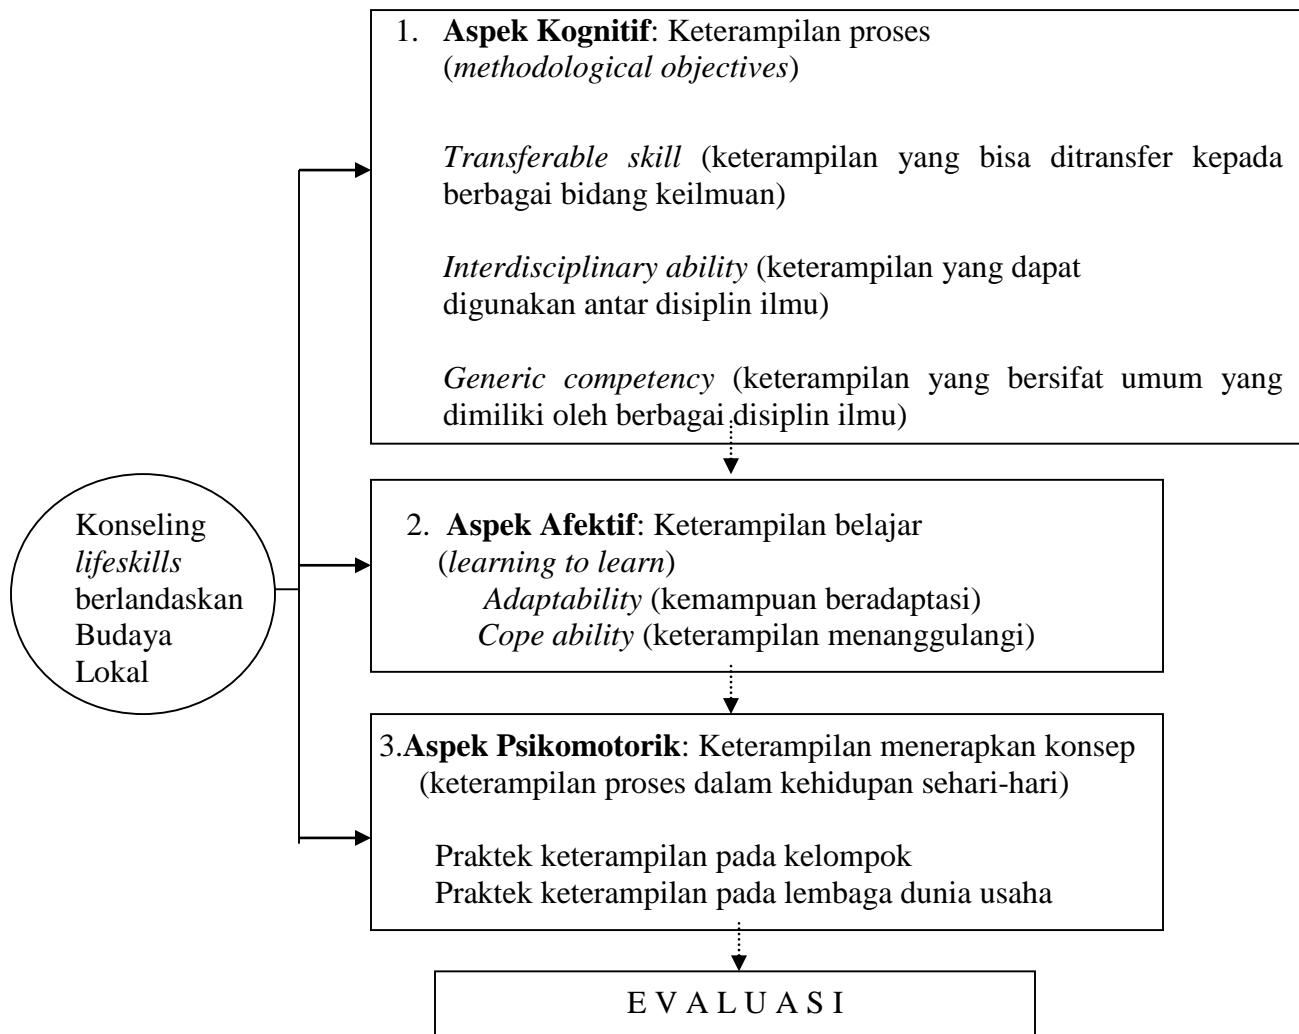 1. Aspek Kognitif: Keterampilan proses
(methodological objectives)
Transferable skill (keterampilan yang bisa ditransfer kepada
berbagai bidang keilmuan)
Interdisciplinary ability (keterampilan yang dapat
digunakan antar disiplin ilmu)
Generic competency (keterampilan yang bersifat umum yang
dimiliki oleh berbagai disiplin ilmu)
Konseling
lifeskills
berlandaskan
Budaya
Lokal
2. Aspek Afektif: Keterampilan belajar
(learning to learn)
Adaptability (kemampuan beradaptasi)
Cope ability (keterampilan menanggulangi)
3.Aspek Psikomotorik: Keterampilan menerapkan konsep
(keterampilan proses dalam kehidupan sehari-hari)
Praktek keterampilan pada kelompok
Praktek keterampilan pada lembaga dunia usaha
E V A L U A S I